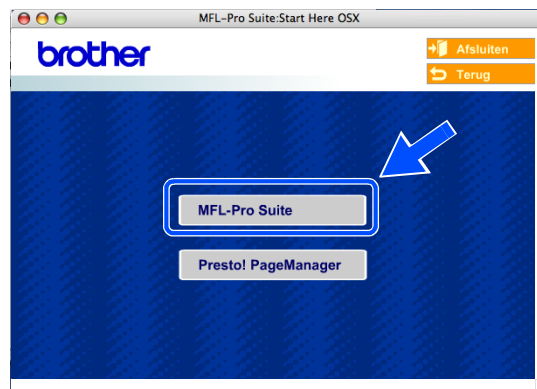 MFL-Pro Suite:Start Here OSX
brother
Afsluiten
Terug
MFL-Pro Suite
Presto! PageManager